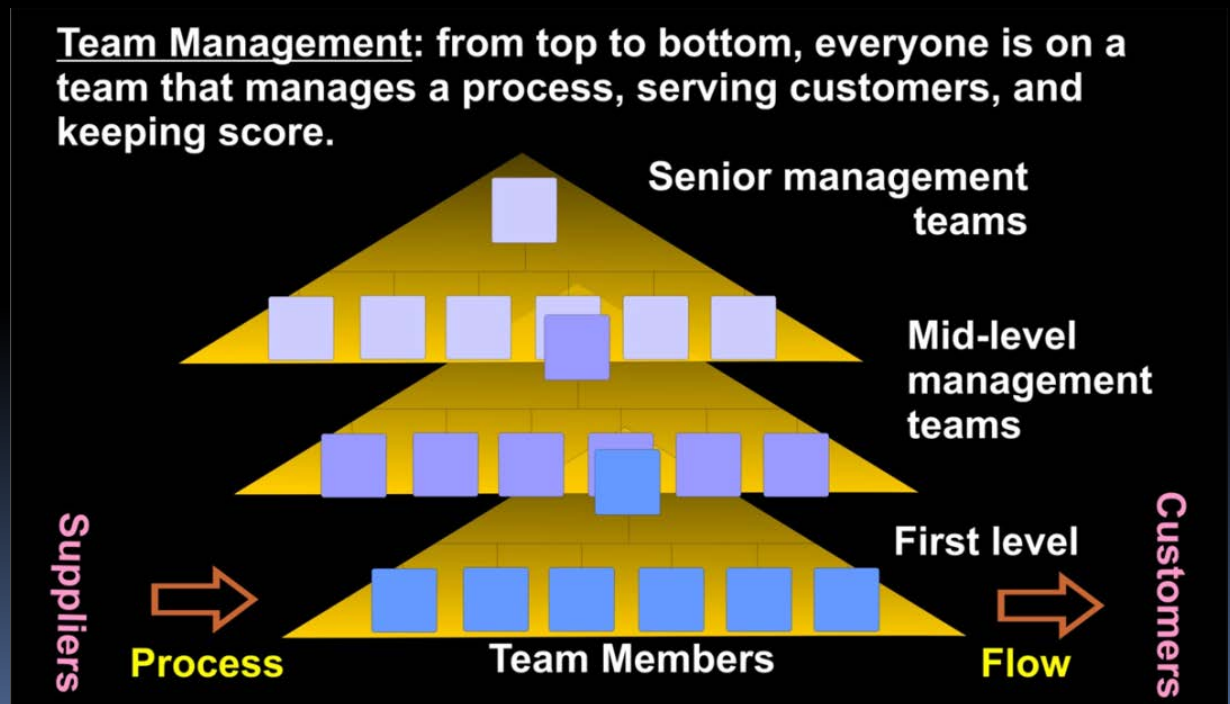 Team Management: from top to bottom, everyone is on a
team that manages a process, serving customers, and
keeping score.
Senior management
teams
Mid-level
management
teams
First level
Suppliers
Customers
Process
Team Members
Flow